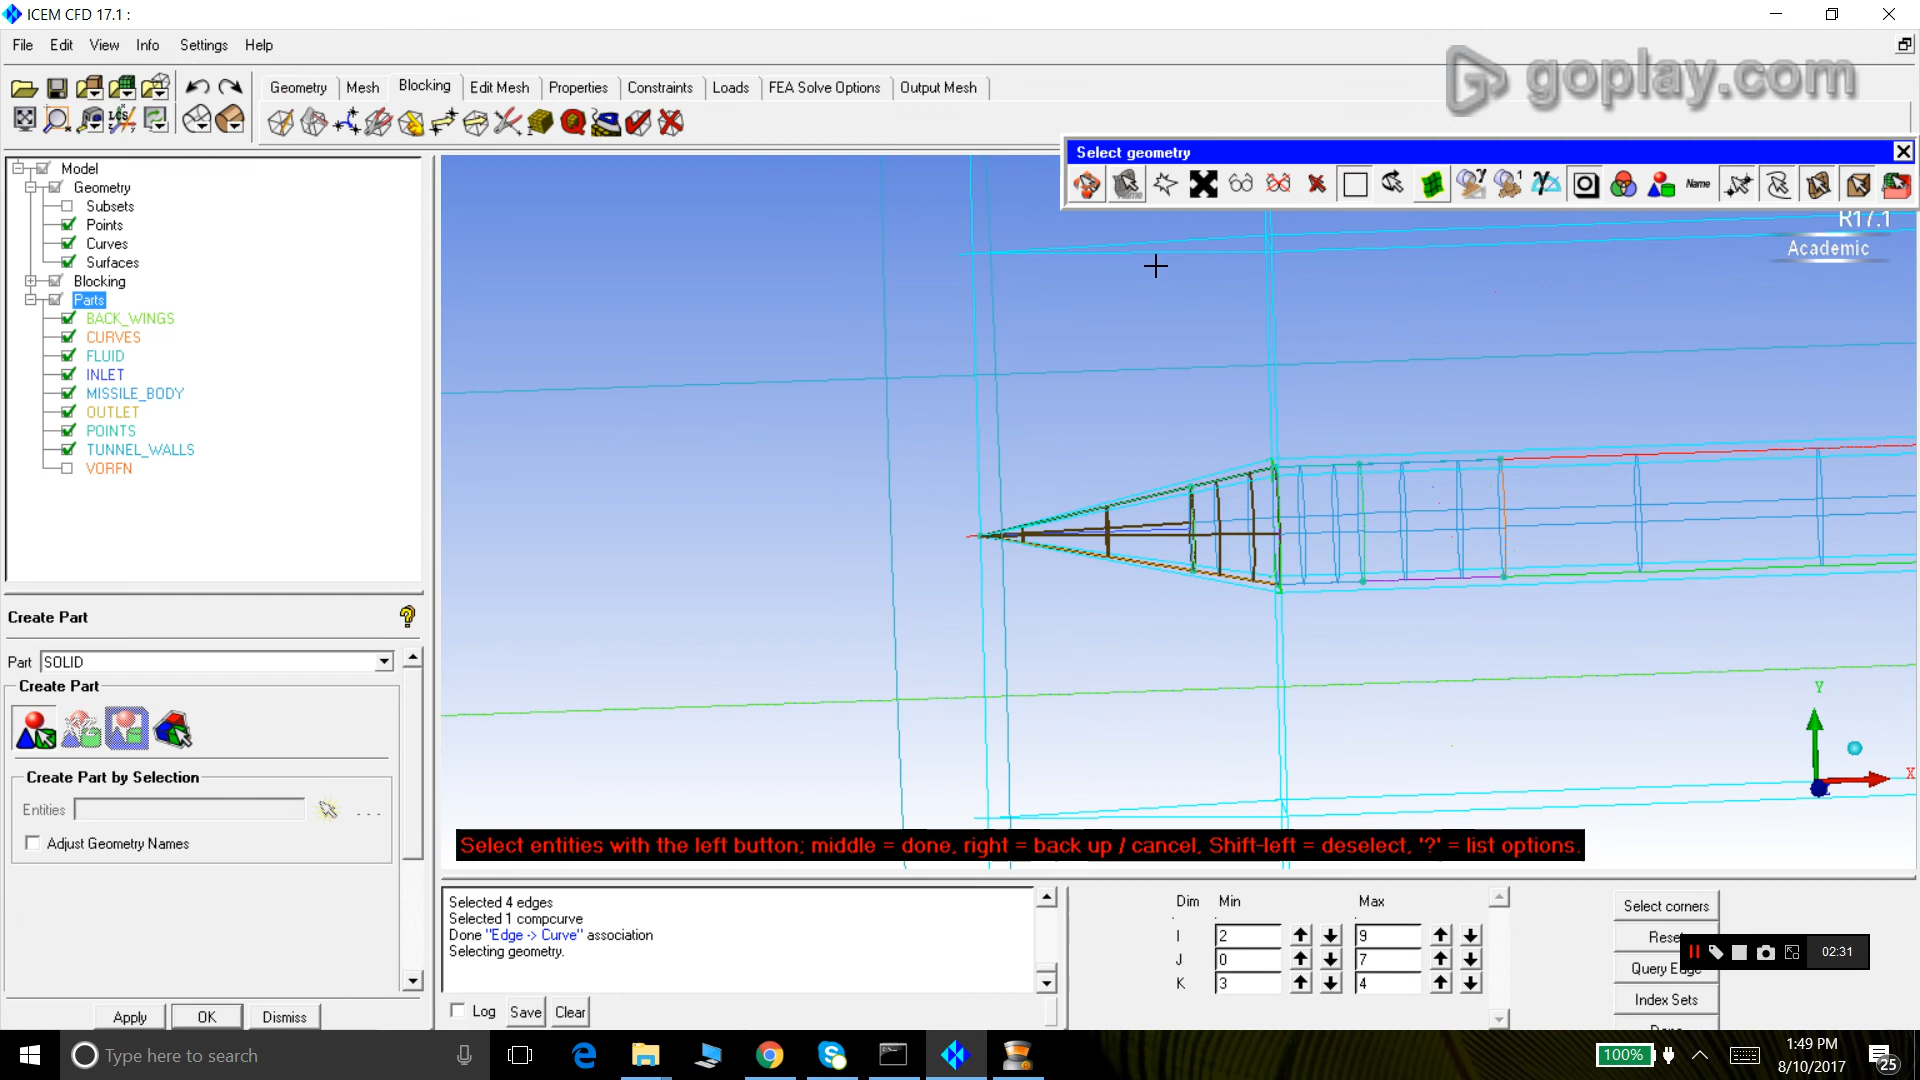 ICEM CFD 17.1 :
File Edit View Info Settings Help
goplay.com
Geometry Mesh Blocking Edit Mesh Properties Constraints Loads FEA Solve Options Output Mesh
Select geometry
Name
R17.1
Academic
Model
Geometry
Subsets
Points
Curves
Surfaces
Blocking
Parts
BACK_WINGS
CURVES
FLUID
INLET
MISSILE_BODY
OUTLET
POINTS
TUNNEL_WALLS
VORFN
Create Part
Part SOLID
Create Part
Create Part by Selection
Entities
. . .
Adjust Geometry Names
Apply OK Dismiss
Y
X
Select entities with the left button; middle = done, right = back up / cancel, Shift-left = deselect, '?' = list options.
Selected 4 edges
Selected 1 compcurve
Done "Edge -> Curve" association
Selecting geometry.
Log Save Clear
Dim Min Max
I 2 9
J 0 7
K 3 4
Select corners
Rese
Query Edge
Index Sets
02:31
Type here to search
100%
1:49 PM
8/10/2017
25